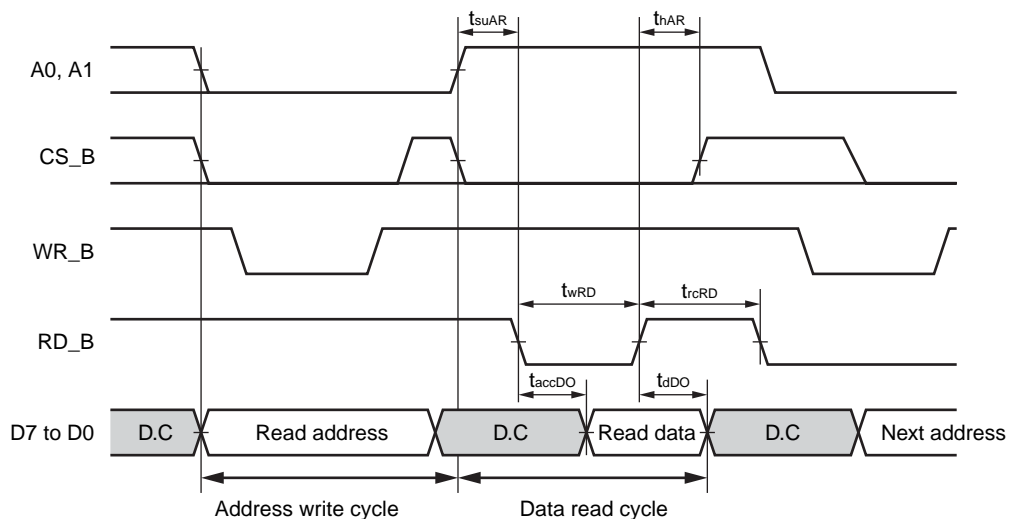 tsuAR thAR
A0, A1
CS_B
WR_B
twRD trcRD
RD_B
taccDO tdDO
D7 to D0 D.C Read address D.C Read data D.C Next address
Address write cycle Data read cycle